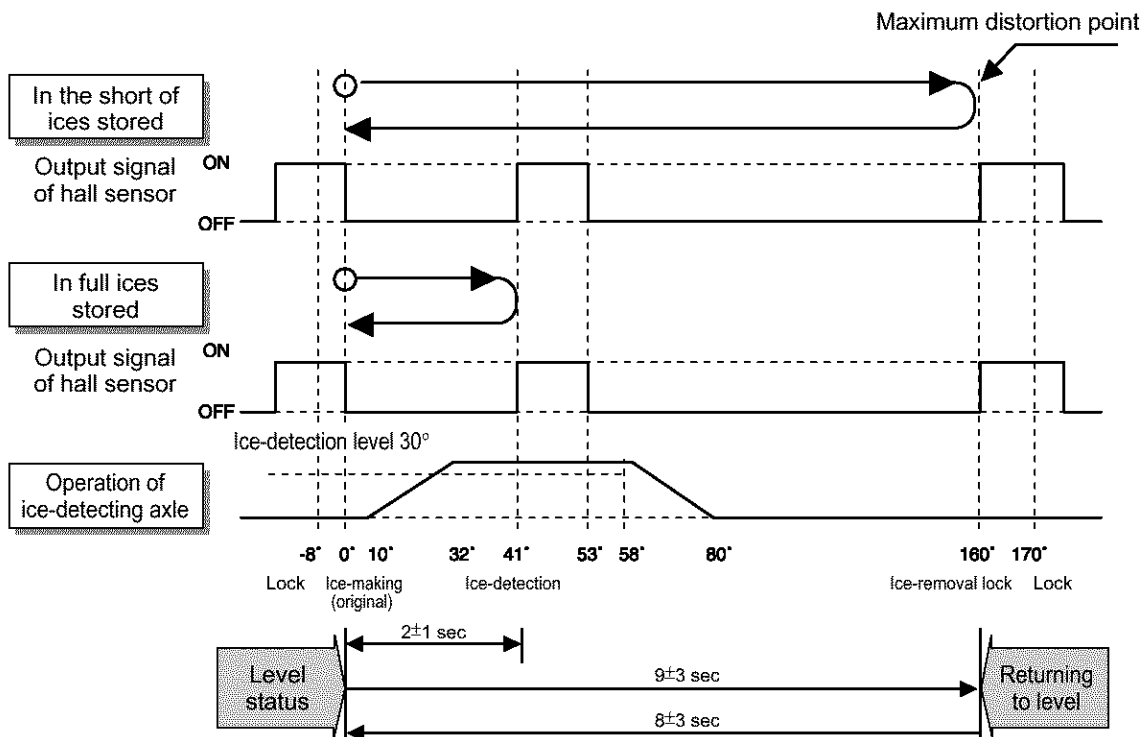 Maximum distortion point
In the short of
ices stored
Output signal
of hall sensor
ON
OFF
In full ices
stored
Output signal
of hall sensor
ON
OFF
Ice-detection level 30°
Operation of
ice-detecting axle
-8° 0° 10° 32° 41° 53° 58° 80° 160° 170°
Lock Ice-making Ice-detection Ice-removal lock Lock
(original)
2±1 sec
Level
status
9±3 sec
Returning
to level
8±3 sec